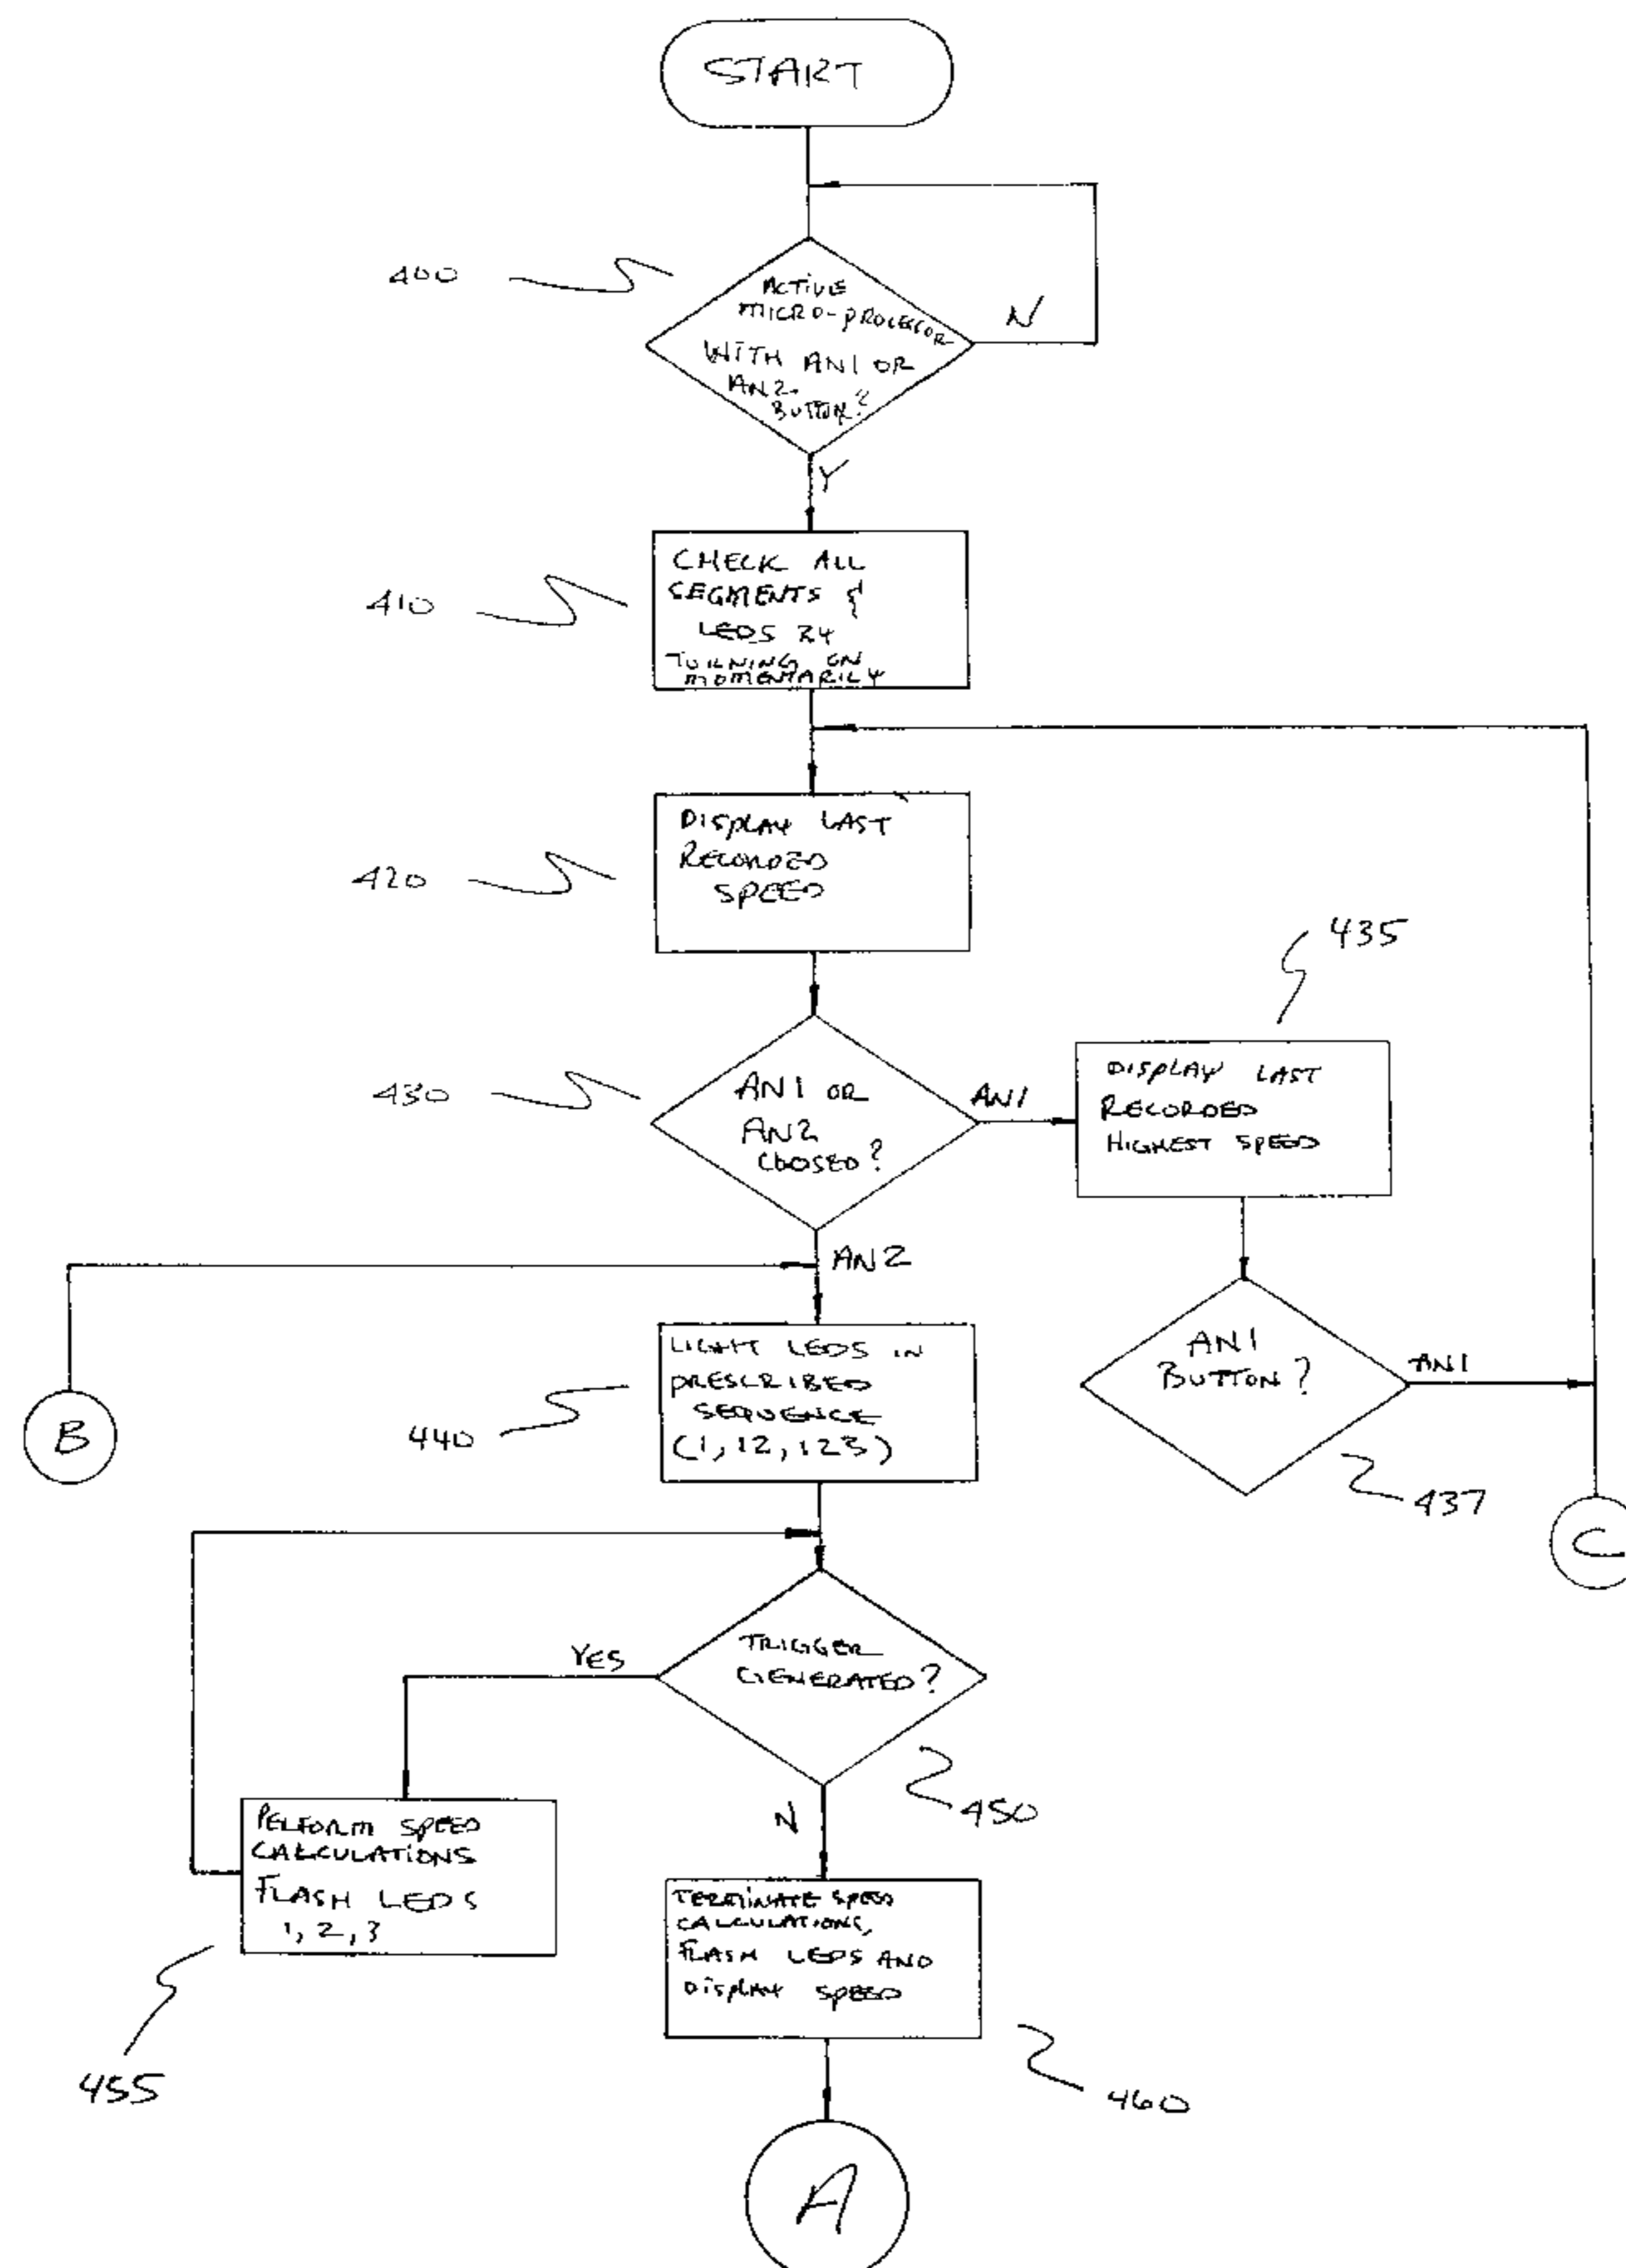 START
400
ACTIVE
MICRO-PROCESSOR
WITH AN1 OR
AN2
BUTTON?
N
Y
410
CHECK ALL
SEGMENTS &
LEDS BY
TURNING ON
MOMENTARILY
420
DISPLAY LAST
RECORDED
SPEED
435
430
AN1 OR
AN2
CLOSED?
AN1
DISPLAY LAST
RECORDED
HIGHEST SPEED
AN2
B
440
LIGHT LEDS IN
PRESCRIBED
SEQUENCE
(1, 12, 123)
AN1
BUTTON?
AN1
437
C
YES
TRIGGER
GENERATED?
450
N
PERFORM SPEED
CALCULATIONS
FLASH LEDS
1, 2, 3
455
TERMINATE SPEED
CALCULATIONS,
FLASH LEDS AND
DISPLAY SPEED
460
A